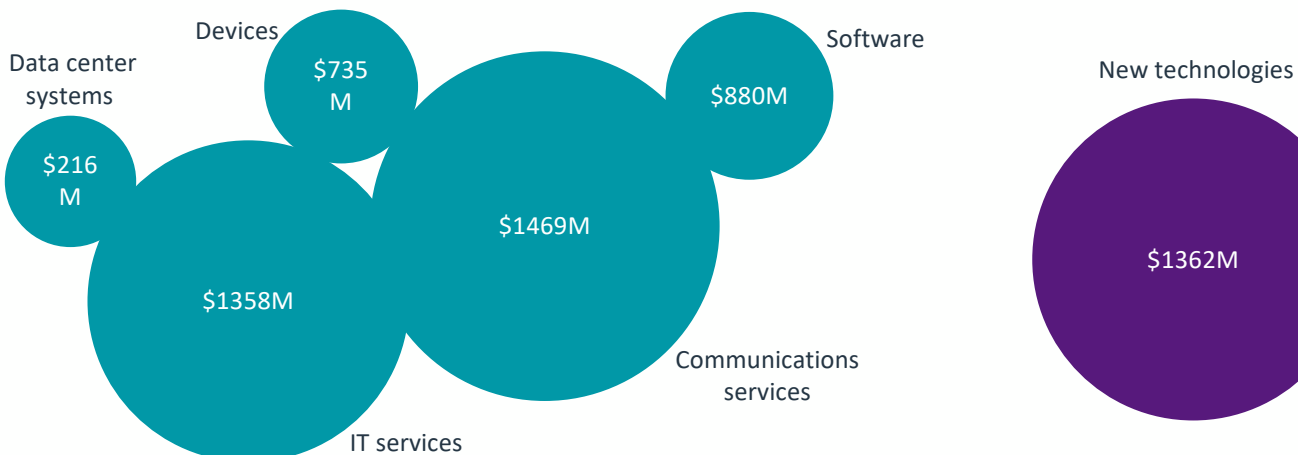 Devices
$735
M
Data center
systems
$216
M
$1358M
IT services
$1469M
Communications
services
Software
$880M
New technologies
$1362M